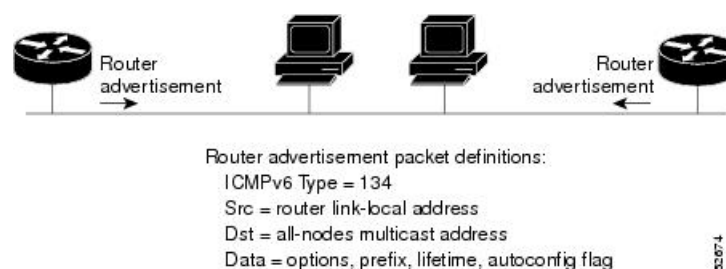 Router
advertisement
Router
advertisement
Router advertisement packet definitions:
ICMPv6 Type = 134
Src = router link-local address
Dst = all-nodes multicast address
Data = options, prefix, lifetime, autoconfig flag